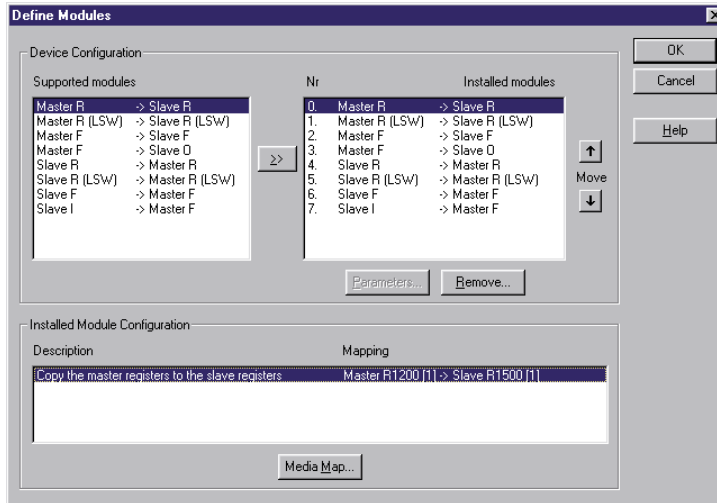 Define Modules
Device Configuration
OK
Cancel
Help
Supported modules
Nr Installed modules
Master R -> Slave R
Master R (LSW) -> Slave R (LSW)
Master F -> Slave F
Master F -> Slave O
Slave R -> Master R
Slave R (LSW) -> Master R (LSW)
Slave F -> Master F
Slave I -> Master F
>>
0. Master R -> Slave R
1. Master R (LSW) -> Slave R (LSW)
2. Master F -> Slave F
3. Master F -> Slave O
4. Slave R -> Master R
5. Slave R (LSW) -> Master R (LSW)
6. Slave F -> Master F
7. Slave I -> Master F
Move
Parameters... Remove...
Installed Module Configuration
Description Mapping
Copy the master registers to the slave registers Master R1200 [1] -> Slave R1500 [1]
Media Map...